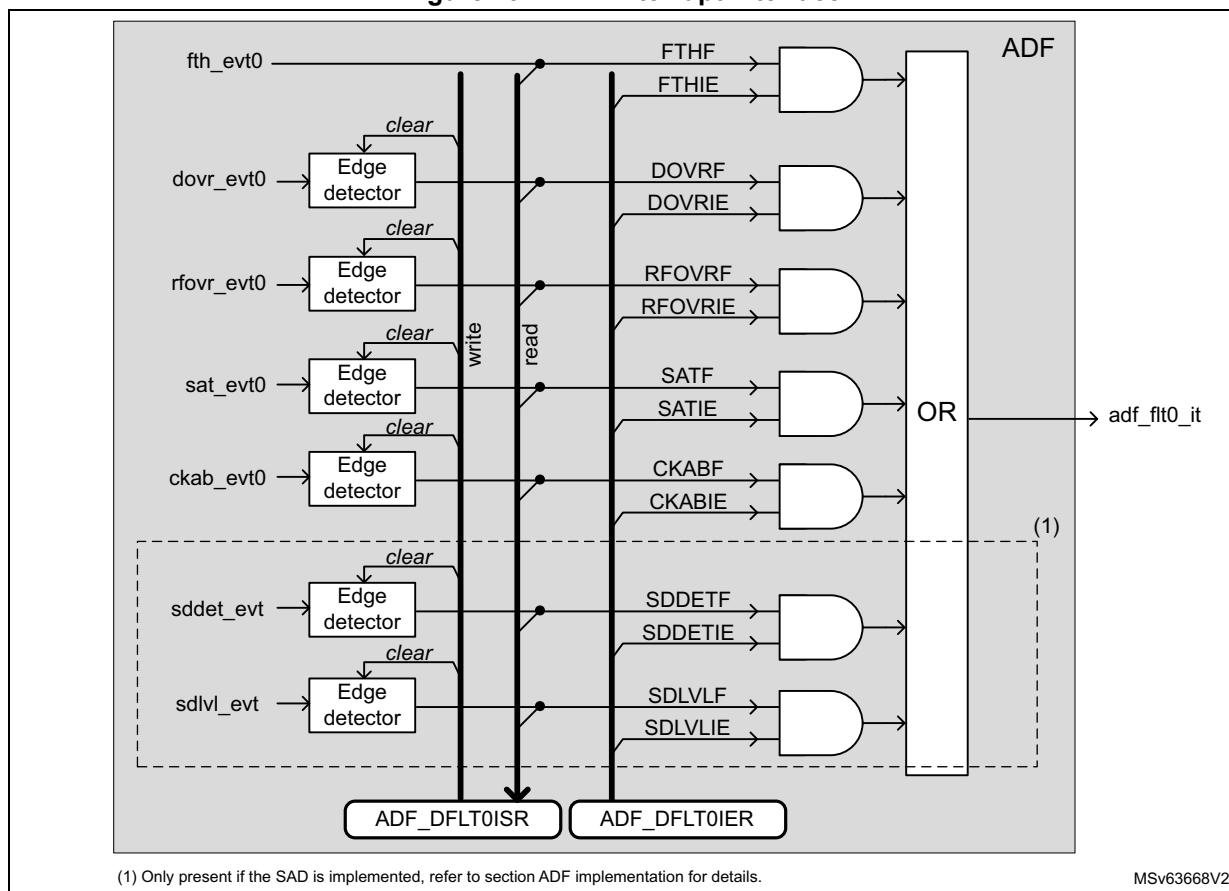 ADF
fth_evt0
FTHF
FTHIE
clear
dovr_evt0
Edge
detector
DOVRF
DOVRIE
clear
rfovr_evt0
Edge
detector
RFOVRF
RFOVRIE
write
read
clear
sat_evt0
Edge
detector
SATF
SATIE
OR
adf_flt0_it
clear
ckab_evt0
Edge
detector
CKABF
CKABIE
(1)
clear
sddet_evt
Edge
detector
SDDETF
SDDETIE
clear
sdlvl_evt
Edge
detector
SDLVLF
SDLVLIE
ADF_DFLT0ISR
ADF_DFLT0IER
(1) Only present if the SAD is implemented, refer to section ADF implementation for details.
MSv63668V2